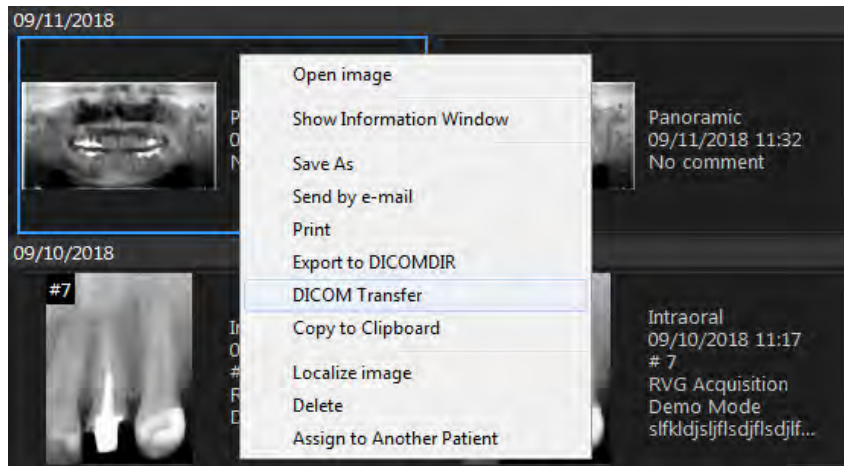 09/11/2018
Open image
Show Information Window
Save As
Send by e-mail
Print
Export to DICOMDIR
DICOM Transfer
Copy to Clipboard
Localize image
Delete
Assign to Another Patient
Panoramic
09/11/2018 11:32
No comment
09/10/2018
#7
Intraoral
09/10/2018 11:17
# 7
RVG Acquisition
Demo Mode
slfkldjsljflsdjflsdjlf...